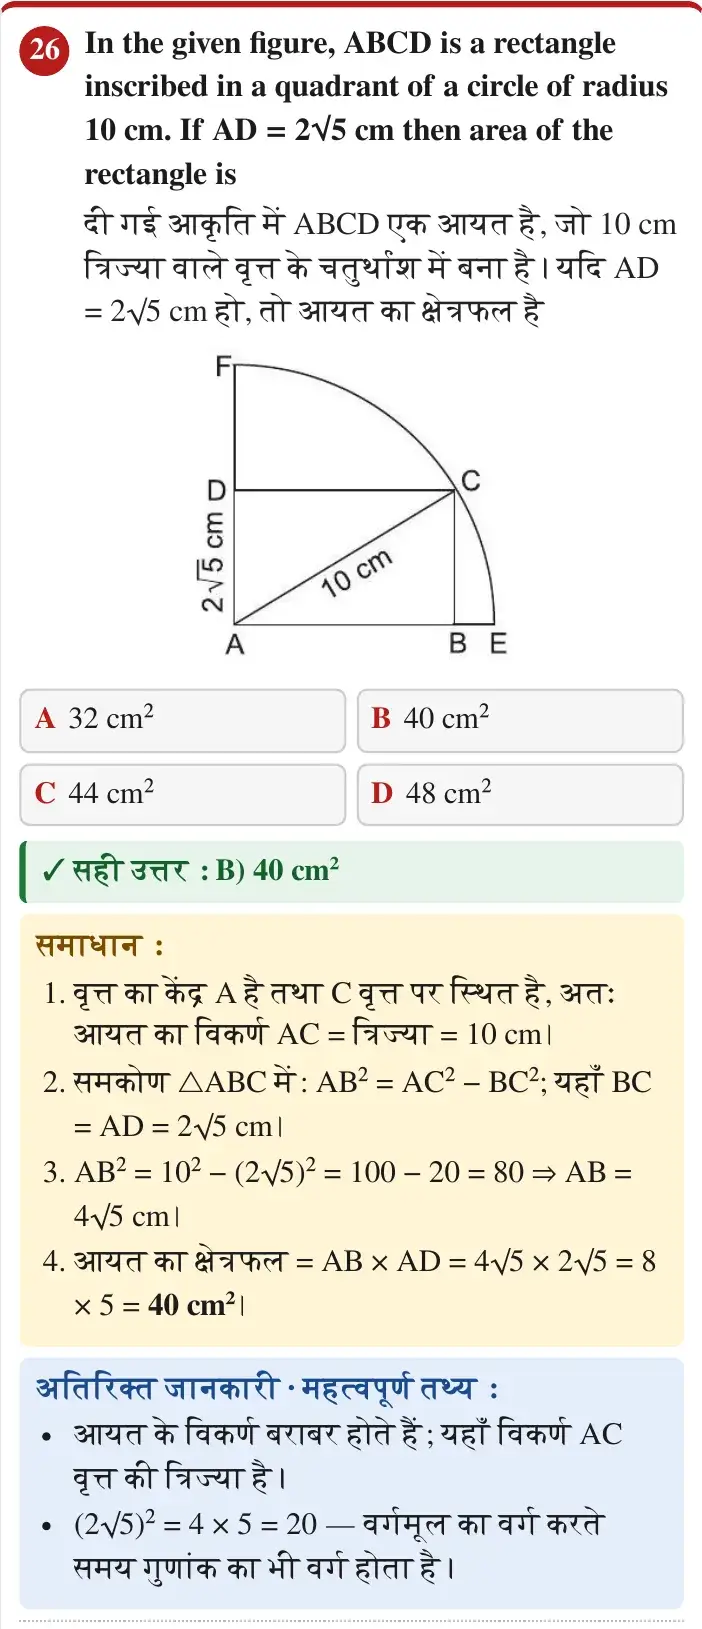 26 In the given figure, ABCD is a rectangle
inscribed in a quadrant of a circle of radius
10 cm. If AD = 2√5 cm then area of the
rectangle is
दी गई आकृति में ABCD एक आयत है, जो 10 cm
त्रिज्या वाले वृत्त के चतुर्थांश में बना है। यदि AD
= 2√5 cm हो, तो आयत का क्षेत्रफल है
F
D
C
2√5 cm
10 cm
A
B E
A 32 cm²
B 40 cm²
C 44 cm²
D 48 cm²
✓ सही उत्तर : B) 40 cm²
समाधान :
1. वृत्त का केंद्र A है तथा C वृत्त पर स्थित है, अतः
आयत का विकर्ण AC = त्रिज्या = 10 cm।
2. समकोण △ABC में : AB² = AC² − BC²; यहाँ BC
= AD = 2√5 cm।
3. AB² = 10² − (2√5)² = 100 − 20 = 80 ⇒ AB =
4√5 cm।
4. आयत का क्षेत्रफल = AB × AD = 4√5 × 2√5 = 8
× 5 = 40 cm²।
अतिरिक्त जानकारी · महत्वपूर्ण तथ्य :
• आयत के विकर्ण बराबर होते हैं ; यहाँ विकर्ण AC
वृत्त की त्रिज्या है।
• (2√5)² = 4 × 5 = 20 — वर्गमूल का वर्ग करते
समय गुणांक का भी वर्ग होता है।